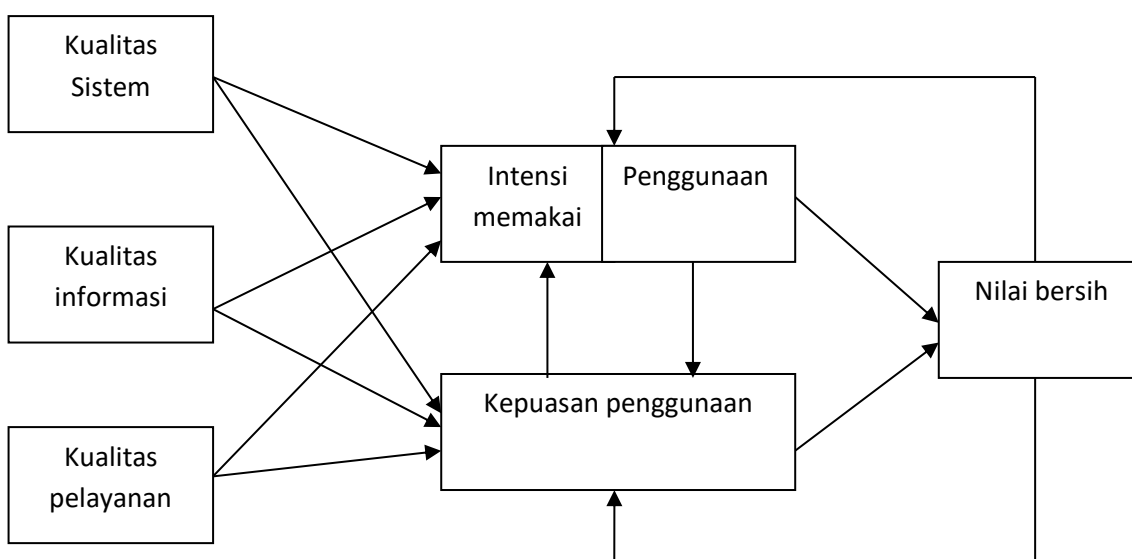 Kualitas
Sistem
Intensi
memakai
Penggunaan
Kualitas
informasi
Nilai bersih
Kepuasan penggunaan
Kualitas
pelayanan